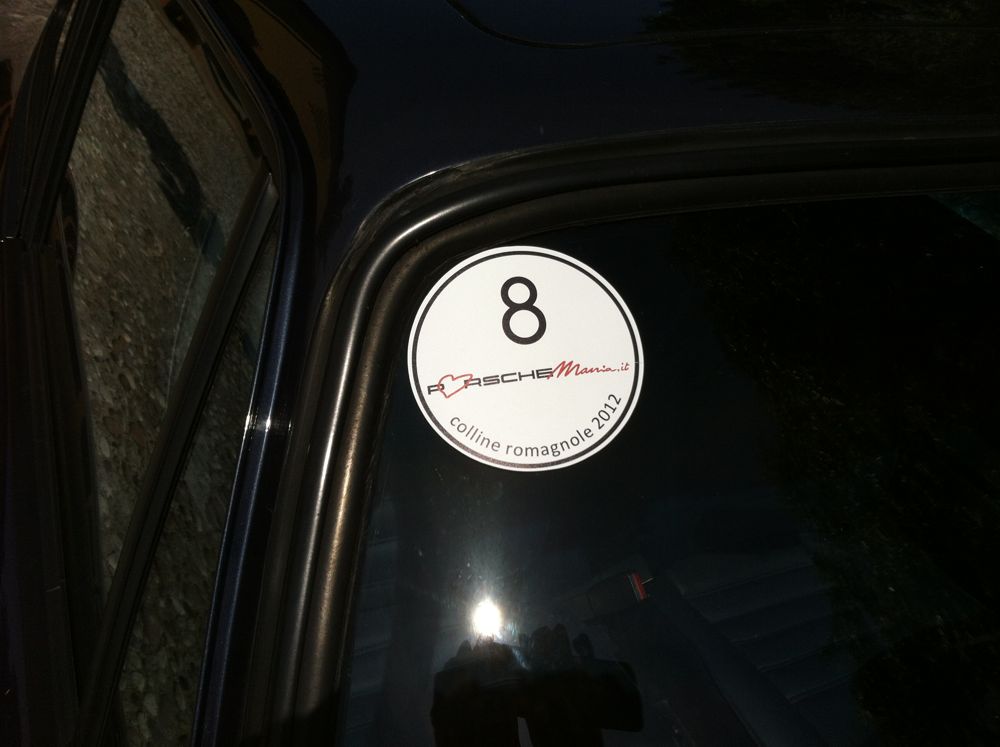 8
PORSCHEMania.it
colline romagnole 2012